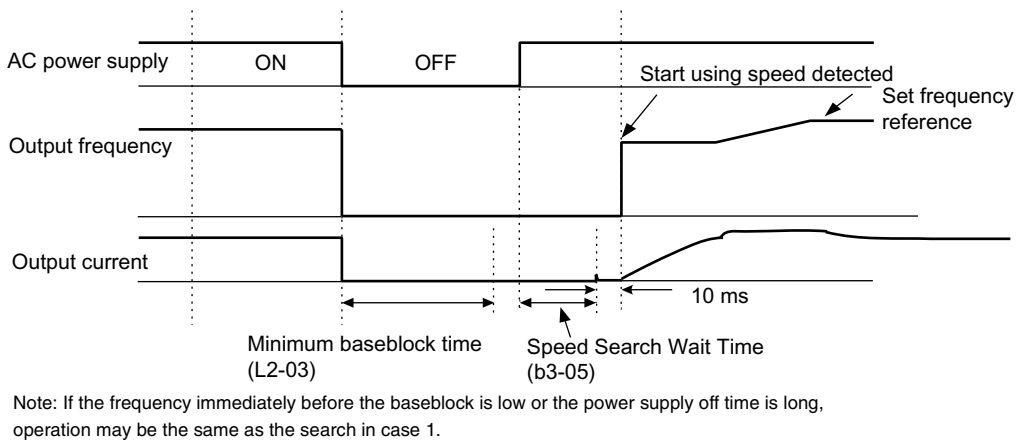 AC power supply
ON
OFF
Start using speed detected
Set frequency
reference
Output frequency
Output current
10 ms
Minimum baseblock time
(L2-03)
Speed Search Wait Time
(b3-05)
Note: If the frequency immediately before the baseblock is low or the power supply off time is long,
operation may be the same as the search in case 1.